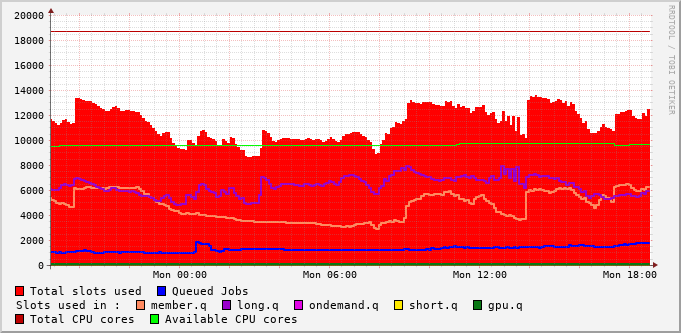 20000
18000
16000
14000
12000
10000
8000
6000
4000
2000
0
Mon 00:00 Mon 06:00 Mon 12:00 Mon 18:00
Total slots used Queued Jobs
Slots used in : member.q long.q ondemand.q short.q gpu.q
Total CPU cores Available CPU cores
RRDTOOL / TOBI OETIKER